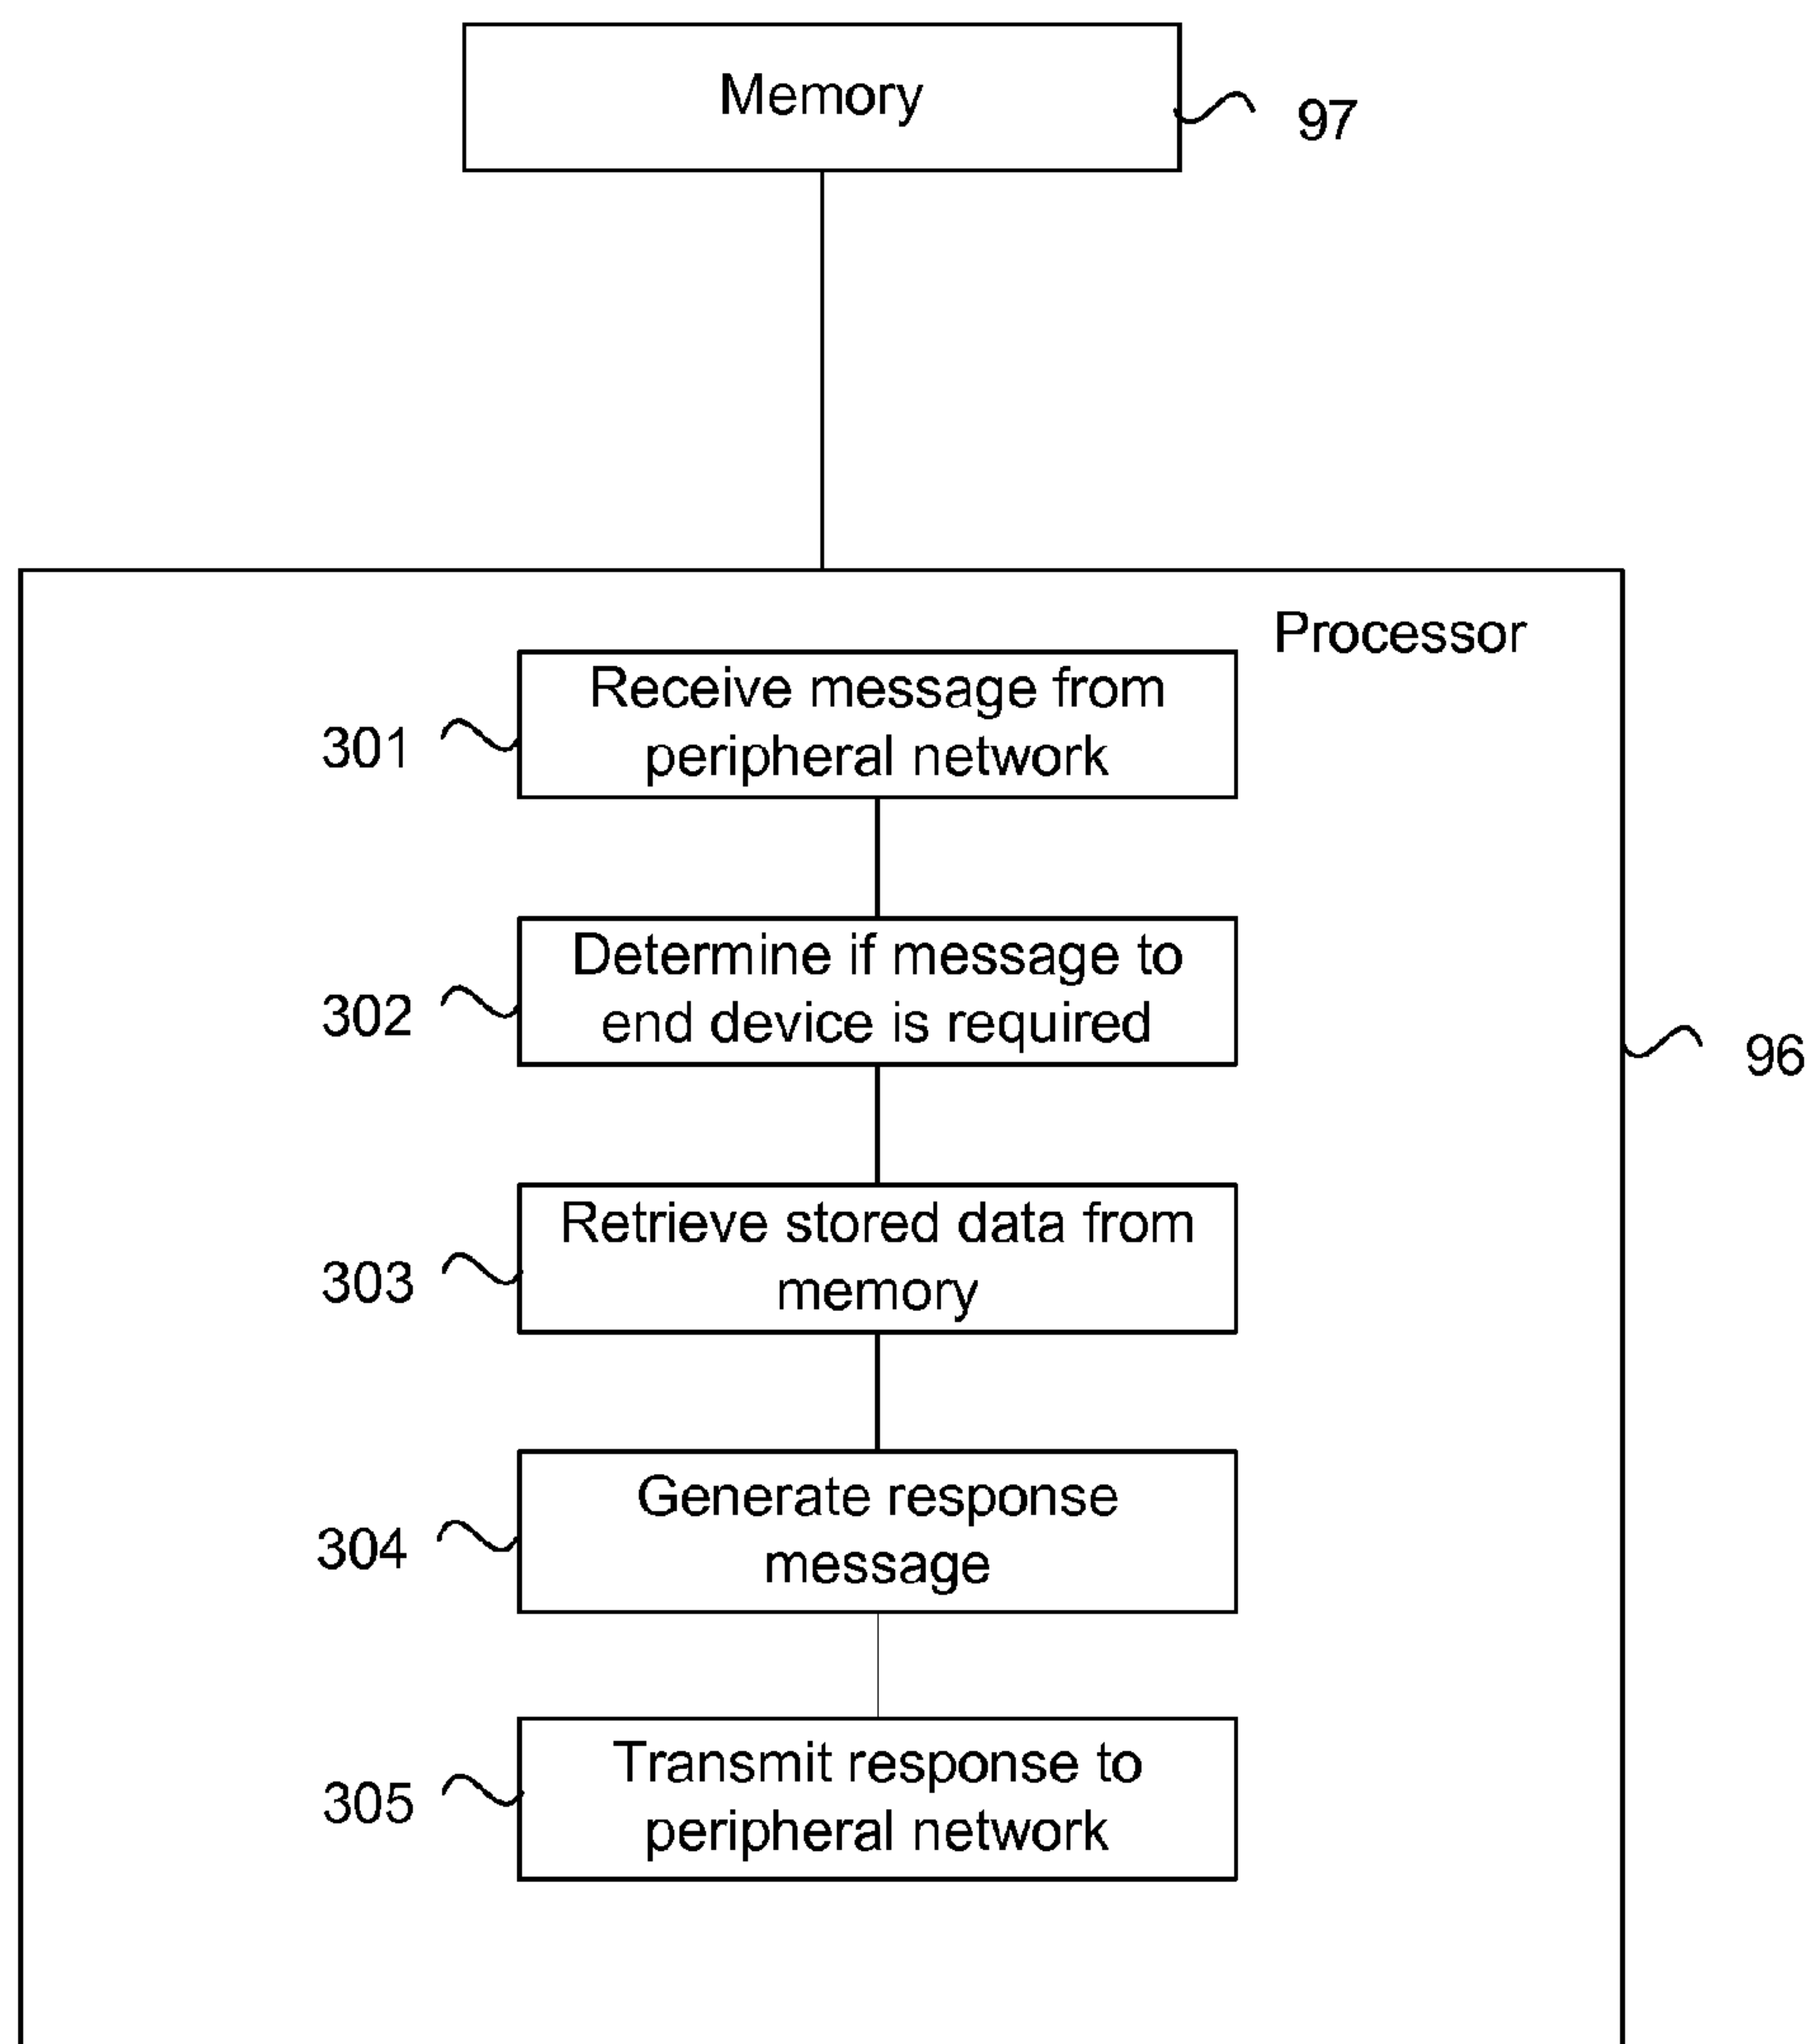 Memory
97
Processor
Receive message from
peripheral network
301
Determine if message to
end device is required
302
96
Retrieve stored data from
memory
303
Generate response
message
304
Transmit response to
peripheral network
305